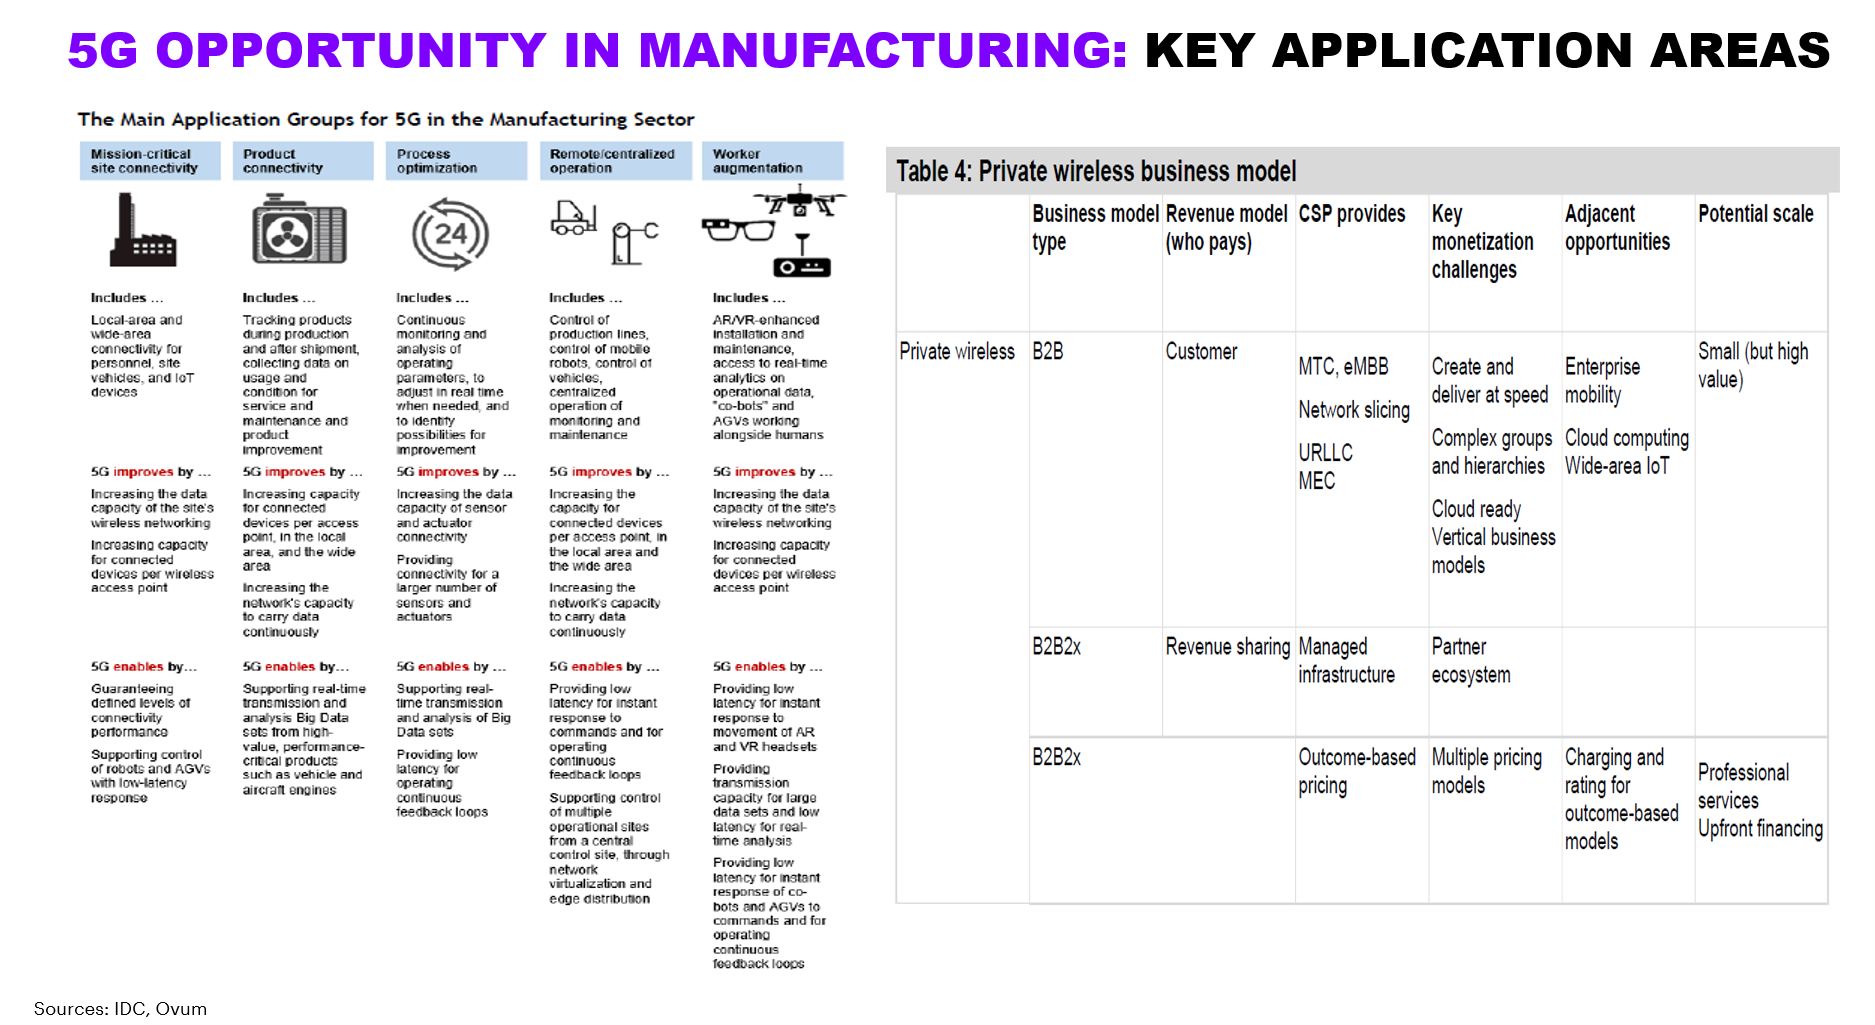 5G OPPORTUNITY IN MANUFACTURING: KEY APPLICATION AREAS
The Main Application Groups for 5G in the Manufacturing Sector
Mission-critical
site connectivity
Includes ...
Local-area and
wide-area
connectivity for
personnel, site
vehicles, and IoT
devices
5G improves by ...
Increasing the data
capacity of the site's
wireless networking
Increasing capacity
for connected
devices per wireless
access point
5G enables by...
Guaranteeing
defined levels of
connectivity
performance
Supporting control
of robots and AGVs
with low-latency
response
Product
connectivity
Includes ...
Tracking products
during production
and after shipment,
collecting data on
usage and
condition for
service and
maintenance and
product
improvement
5G improves by ...
Increasing capacity
for connected
devices per access
point, in the local
area, and the wide
area
Increasing the
network's capacity
to carry data
continuously
5G enables by...
Supporting real-time
transmission and
analysis Big Data
sets from high-
value, performance-
critical products
such as vehicle and
aircraft engines
Process
optimization
24
Includes ...
Continuous
monitoring and
analysis of
operating
parameters, to
adjust in real time
when needed, and
to identify
possibilities for
improvement
5G improves by ...
Increasing the data
capacity of sensor
and actuator
connectivity
Providing
connectivity for a
larger number of
sensors and
actuators
5G enables by ...
Supporting real-
time transmission
and analysis of Big
Data sets
Providing low
latency for
operating
continuous
feedback loops
Remote/centralized
operation
Includes ...
Control of
production lines,
control of mobile
robots, control of
vehicles,
centralized
operation of
monitoring and
maintenance
5G improves by ...
Increasing the
capacity for
connected devices
per access point, in
the local area and
the wide area
Increasing the
network's capacity
to carry data
continuously
5G enables by ...
Providing low
latency for instant
response to
commands and for
operating
continuous
feedback loops
Supporting control
of multiple
operational sites
from a central
control site, through
network
virtualization and
edge distribution
Worker
augmentation
Includes ...
AR/VR-enhanced
installation and
maintenance,
access to real-time
analytics on
operational data,
"co-bots" and
AGVs working
alongside humans
5G improves by ...
Increasing the data
capacity of the site's
wireless networking
Increasing capacity
for connected
devices per wireless
access point
5G enables by ...
Providing low
latency for instant
response to
movement of AR
and VR headsets
Providing
transmission
capacity for large
data sets and low
latency for real-
time analysis
Providing low
latency for instant
response of co-
bots and AGVs to
commands and for
operating
continuous
feedback loops
Table 4: Private wireless business model
Business model
type
Revenue model
(who pays)
CSP provides
Key
monetization
challenges
Adjacent
opportunities
Potential scale
Private wireless
B2B
Customer
MTC, eMBB
Network slicing
URLLC
MEC
Create and
deliver at speed
Complex groups
and hierarchies
Cloud ready
Vertical business
models
Enterprise
mobility
Cloud computing
Wide-area IoT
Small (but high
value)
B2B2x
Revenue sharing
Managed
infrastructure
Partner
ecosystem
B2B2x
Outcome-based
pricing
Multiple pricing
models
Charging and
rating for
outcome-based
models
Professional
services
Upfront financing
Sources: IDC, Ovum